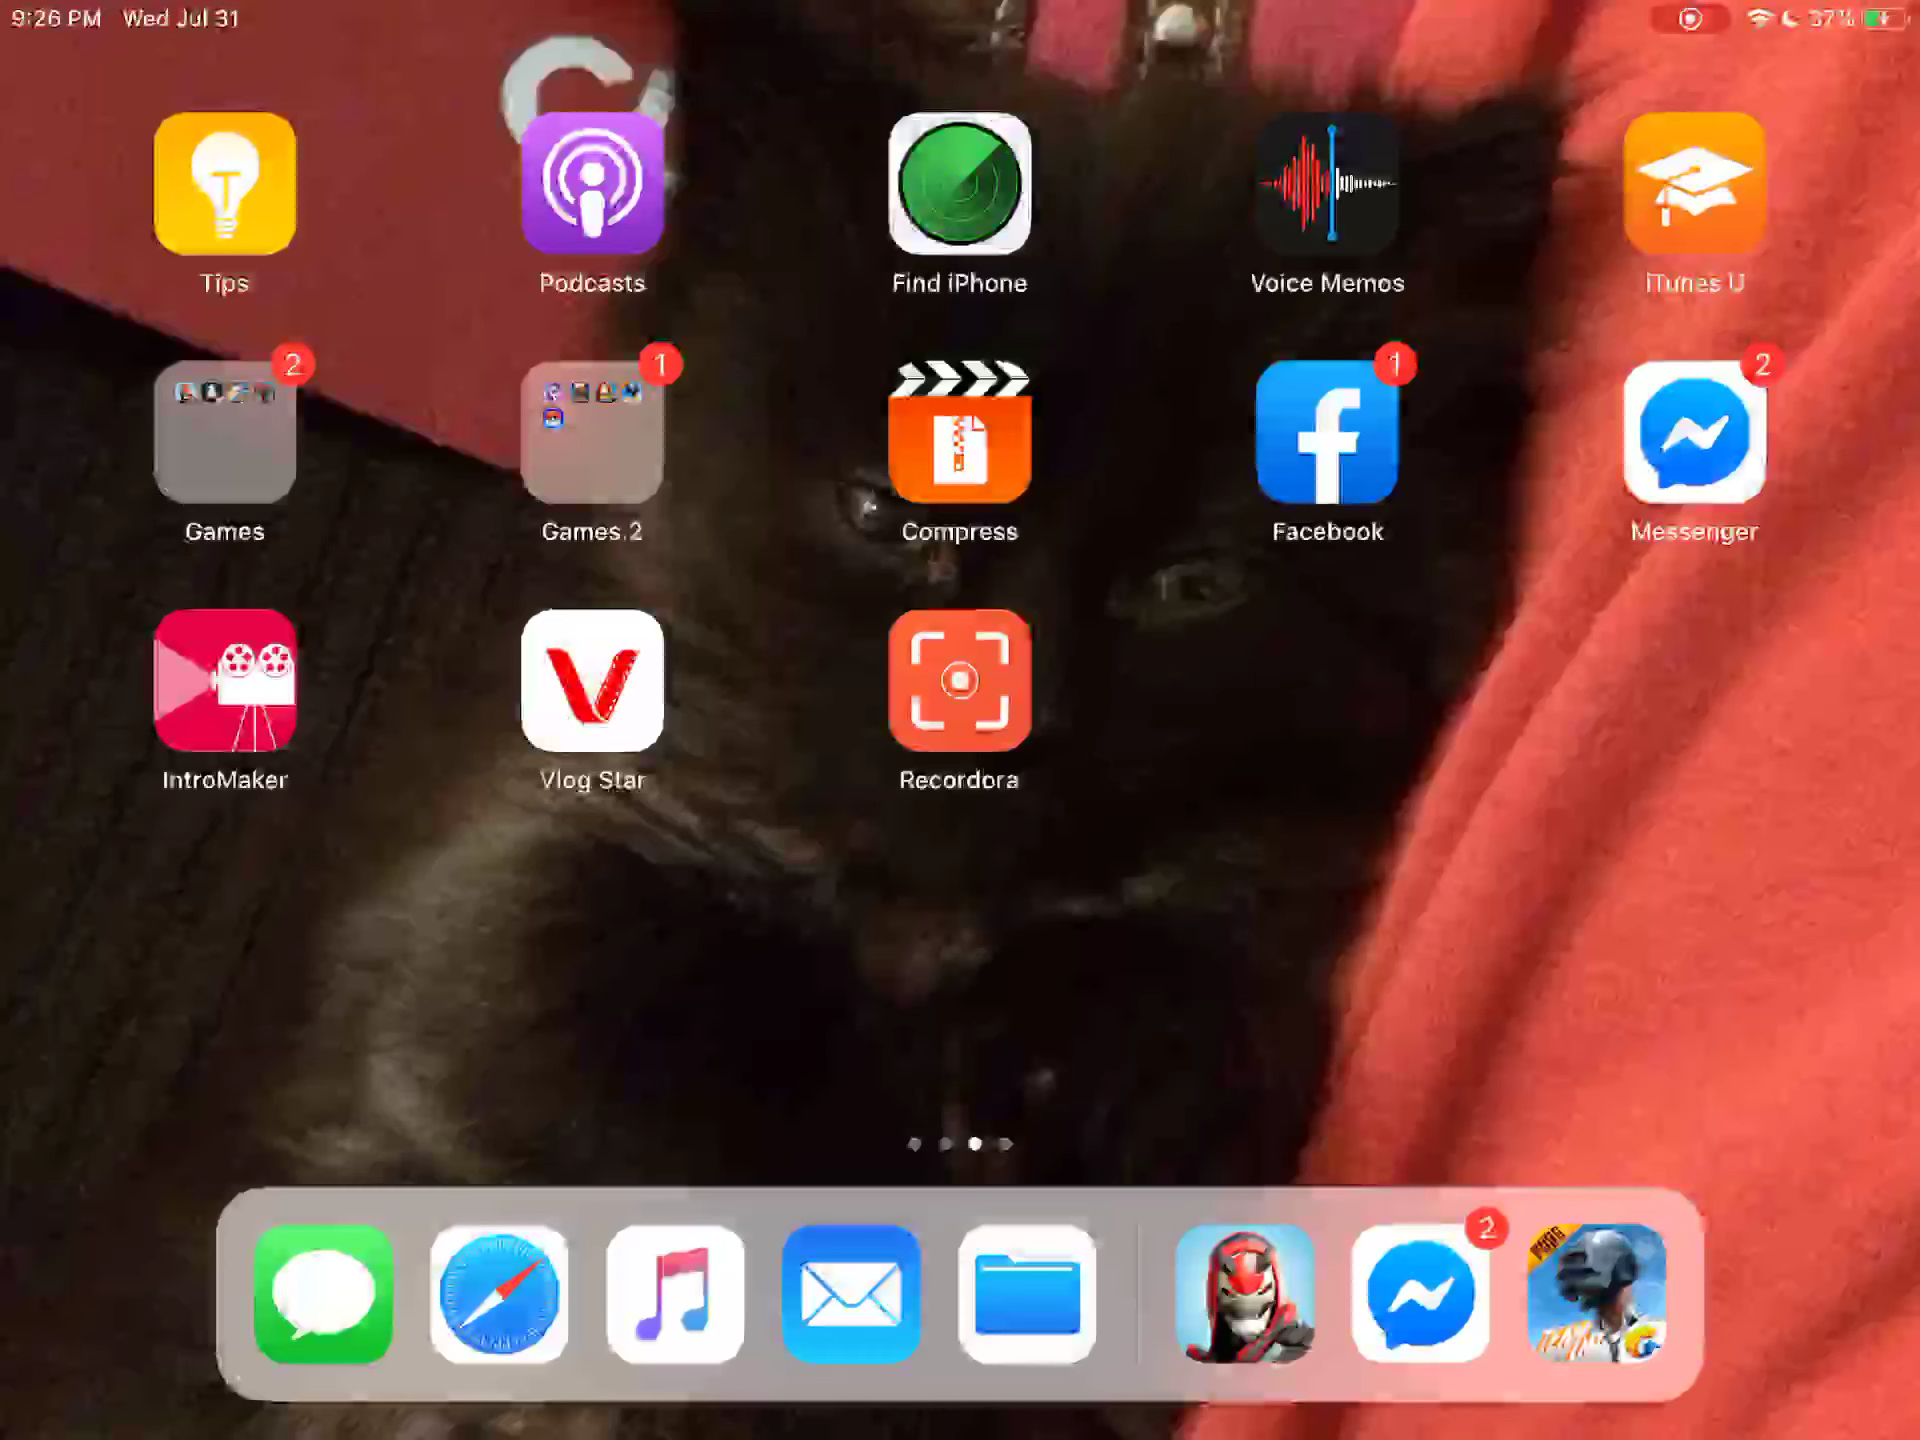 9:26 PM Wed Jul 31
37%
Tips
Podcasts
Find iPhone
Voice Memos
iTunes U
2
1
1
2
Games
Games 2
Compress
f
Facebook
Messenger
V
IntroMaker
Vlog Star
Recordora
2
PUBG